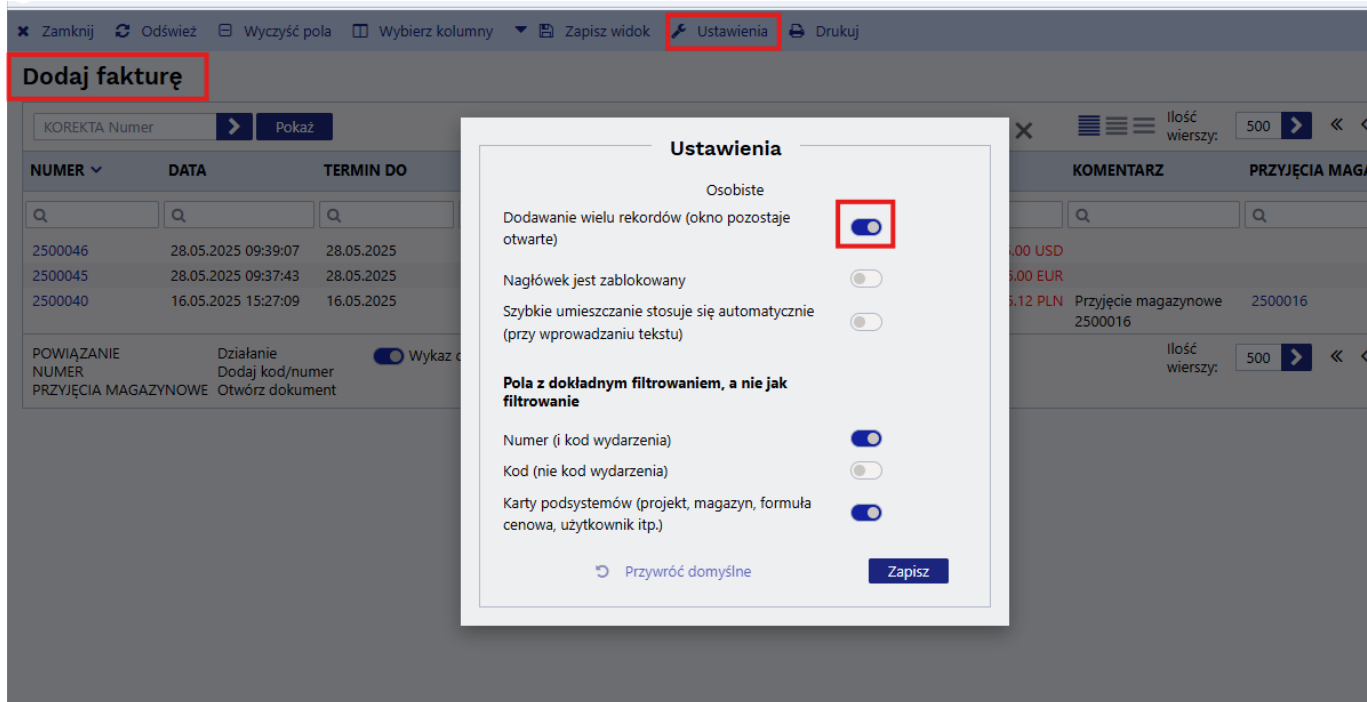 Zamknij Odśwież Wyczyść pola Wybierz kolumny Zapisz widok Ustawienia Drukuj
Dodaj fakturę
KOREKTA Numer Pokaż Ilość wierszy: 500
NUMER DATA TERMIN DO KOMENTARZ
2500046 28.05.2025 09:39:07 28.05.2025 .00 USD
2500045 28.05.2025 09:37:43 28.05.2025 .00 EUR
2500040 16.05.2025 15:27:09 16.05.2025 .12 PLN Przyjęcie magazynowe 2500016
2500016
POWIĄZANIE Działanie Wykaz
NUMER Dodaj kod/numer
PRZYJĘCIA MAGAZYNOWE Otwórz dokument
Ilość
wierszy: 500
Ustawienia
Osobiste
Dodawanie wielu rekordów (okno pozostaje
otwarte)
Nagłówek jest zablokowany
Szybkie umieszczanie stosuje się automatycznie
(przy wprowadzaniu tekstu)
Pola z dokładnym filtrowaniem, a nie jak
filtrowanie
Numer (i kod wydarzenia)
Kod (nie kod wydarzenia)
Karty podsystemów (projekt, magazyn, formuła
cenowa, użytkownik itp.)
Przywróć domyślne Zapisz